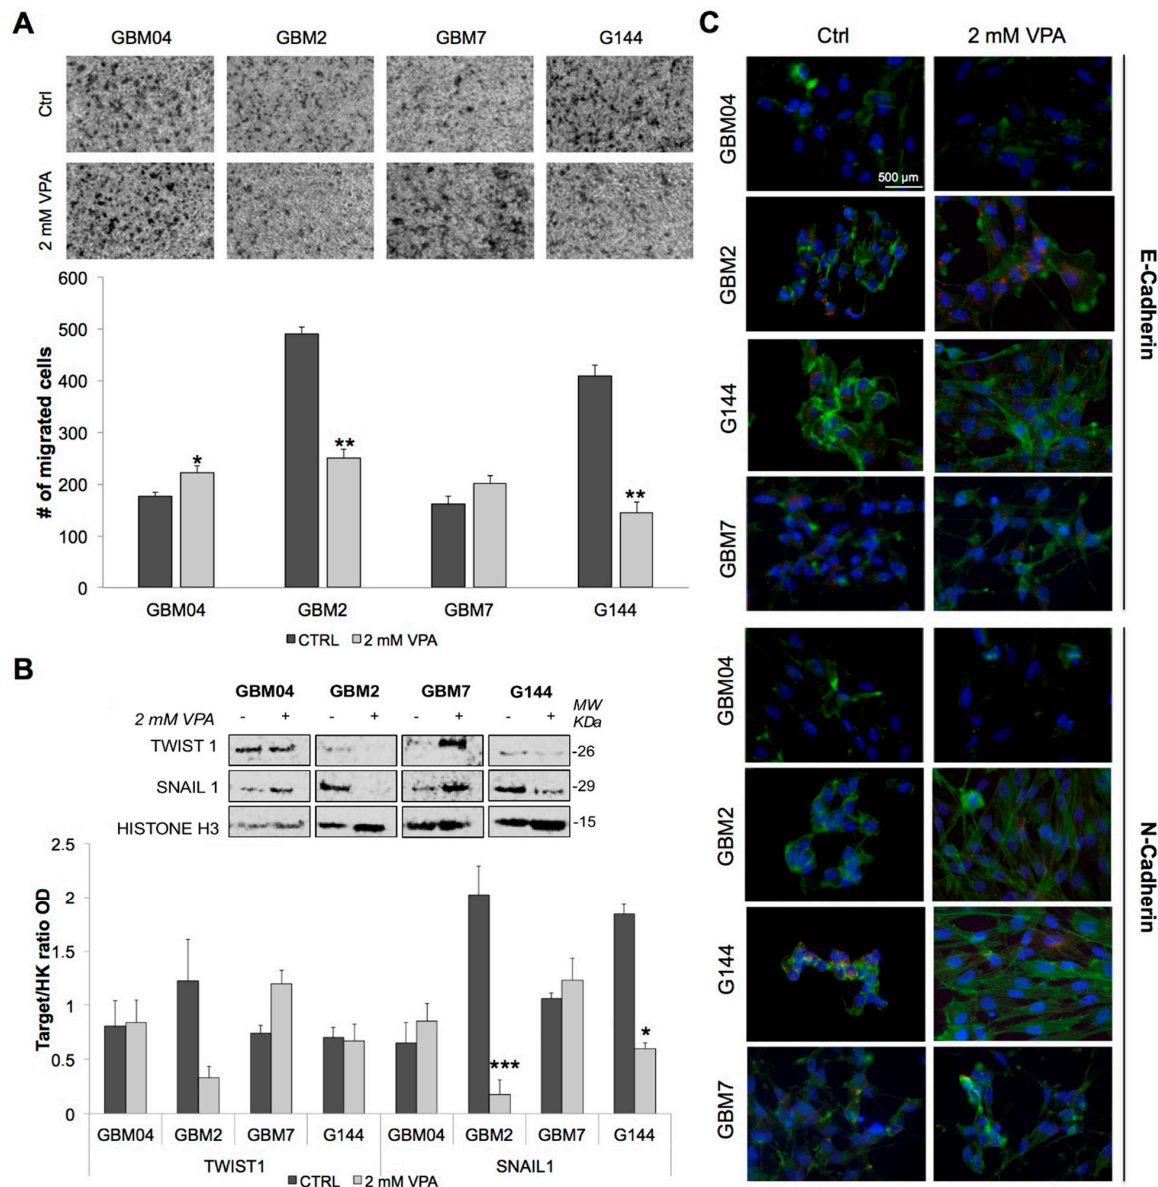 A
GBM04 GBM2 GBM7 G144
Ctrl
2 mM VPA
600
500
400
300
200
100
0
# of migrated cells
* ** **
GBM04 GBM2 GBM7 G144
CTRL 2 mM VPA
B
GBM04 GBM2 GBM7 G144 MW
2 mM VPA - + - + - + - + KDa
TWIST 1 -26
SNAIL 1 -29
HISTONE H3 -15
2.5
2
1.5
1
0.5
0
Target/HK ratio OD
*** *
GBM04 GBM2 GBM7 G144 GBM04 GBM2 GBM7 G144
TWIST1 SNAIL1
CTRL 2 mM VPA
C
Ctrl 2 mM VPA
GBM04
500 µm
GBM2
G144
GBM7
E-Cadherin
GBM04
GBM2
G144
GBM7
N-Cadherin